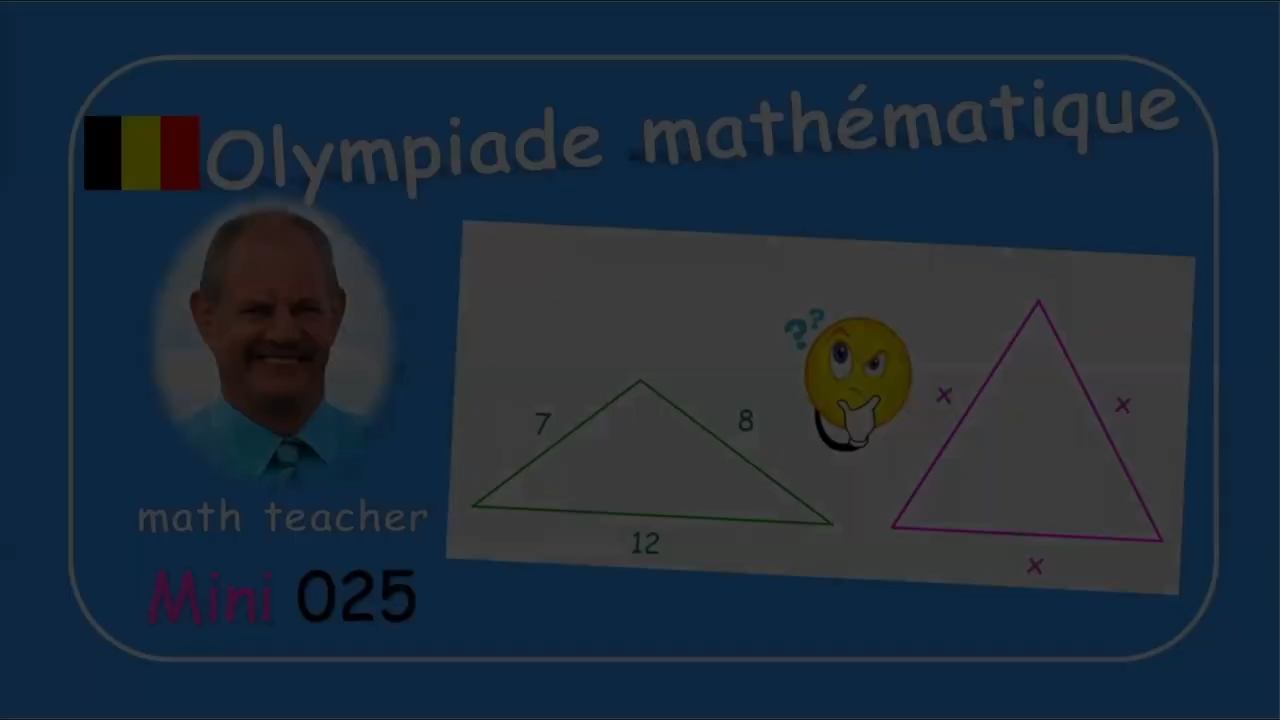 Olympiade mathématique
??
7
8
12
x
x
x
math teacher
Mini 025